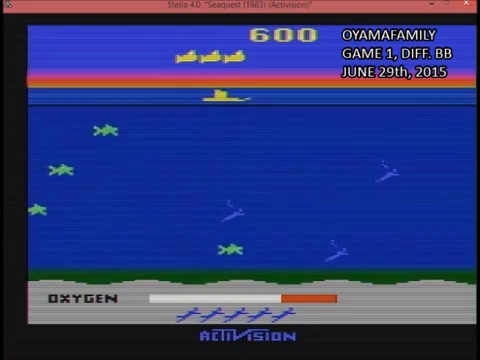 Stella 4.0: "Seaquest (1983) (Activision)"
600
OYAMAFAMILY
GAME 1, DIFF. BB
JUNE 29th, 2015
OXYGEN
ACTIVISION